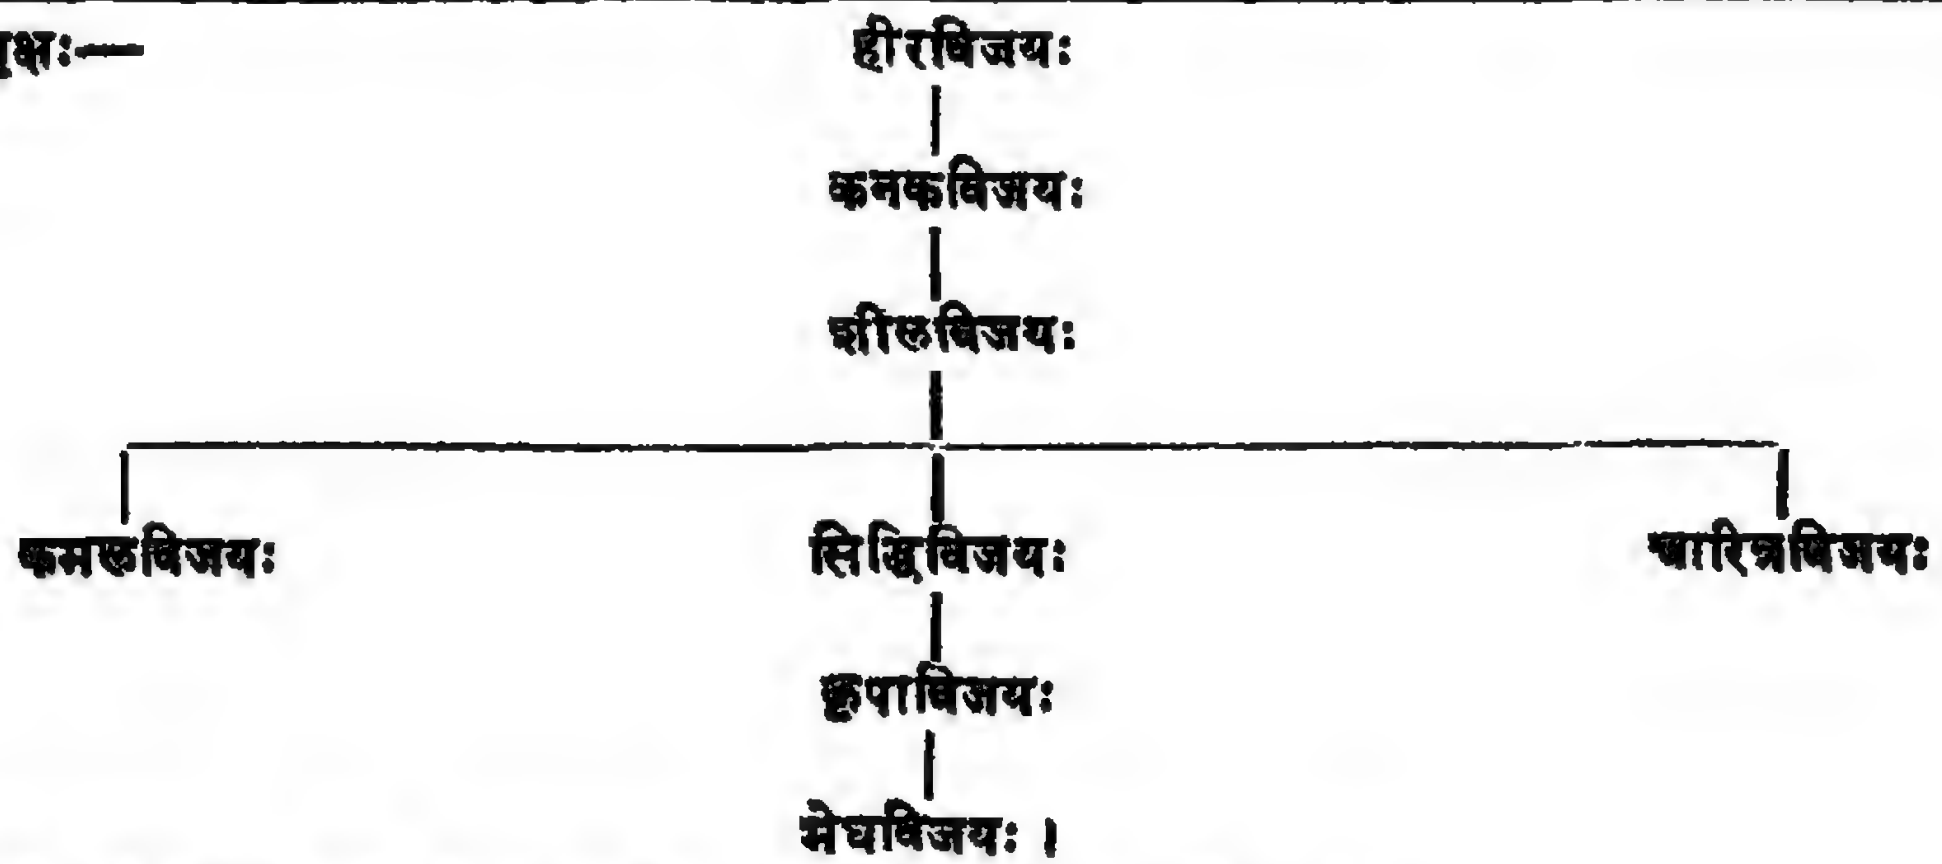 वृक्षः— हीरविजयः
कनकविजयः
शीलविजयः
कमलविजयः सिद्धिविजयः चारित्रविजयः
कृपाविजयः
मेघविजयः ।